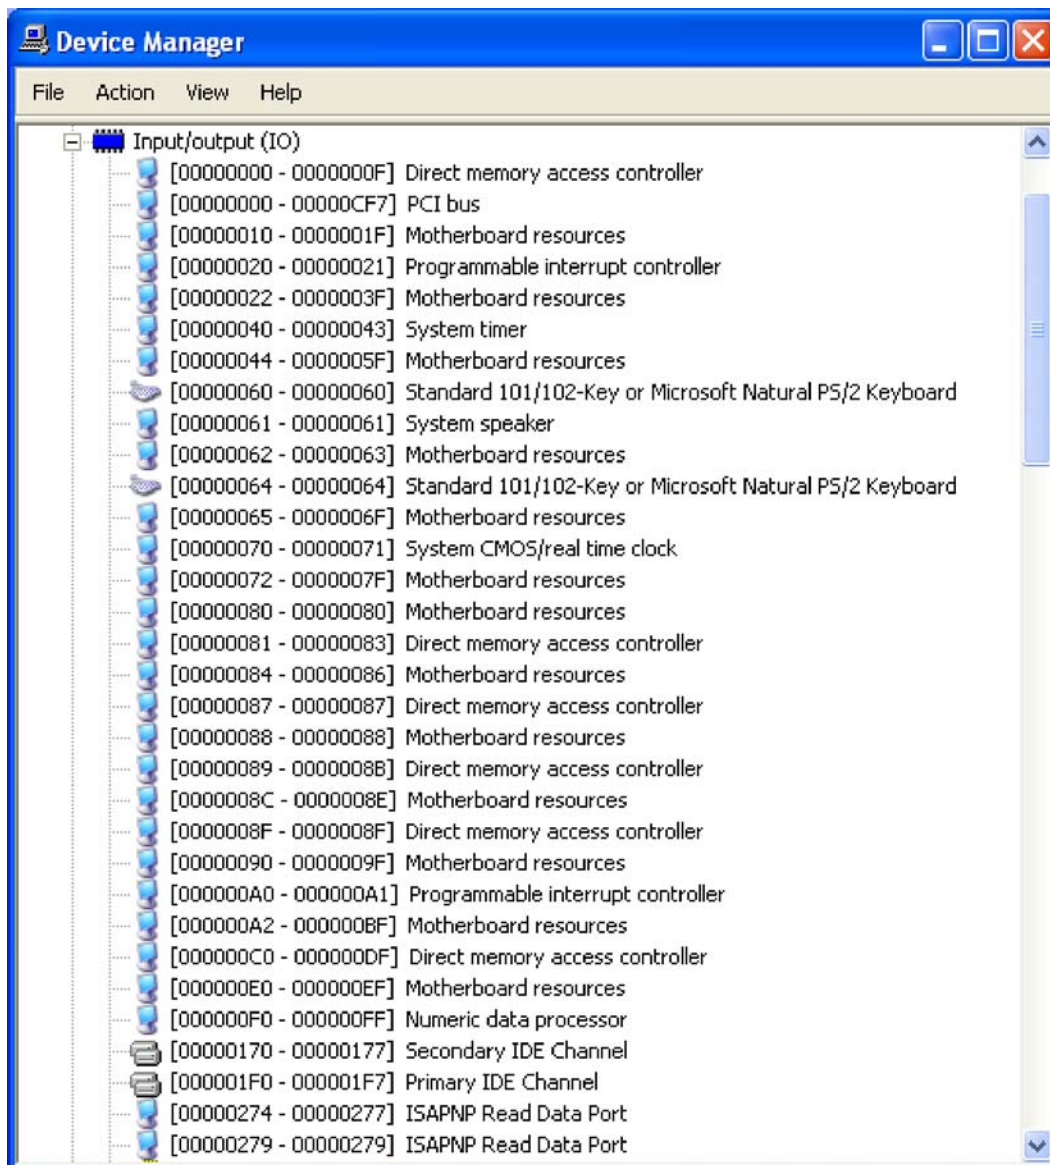 Device Manager
File Action View Help
Input/output (IO)
[00000000 - 0000000F] Direct memory access controller
[00000000 - 00000CF7] PCI bus
[00000010 - 0000001F] Motherboard resources
[00000020 - 00000021] Programmable interrupt controller
[00000022 - 0000003F] Motherboard resources
[00000040 - 00000043] System timer
[00000044 - 0000005F] Motherboard resources
[00000060 - 00000060] Standard 101/102-Key or Microsoft Natural PS/2 Keyboard
[00000061 - 00000061] System speaker
[00000062 - 00000063] Motherboard resources
[00000064 - 00000064] Standard 101/102-Key or Microsoft Natural PS/2 Keyboard
[00000065 - 0000006F] Motherboard resources
[00000070 - 00000071] System CMOS/real time clock
[00000072 - 0000007F] Motherboard resources
[00000080 - 00000080] Motherboard resources
[00000081 - 00000083] Direct memory access controller
[00000084 - 00000086] Motherboard resources
[00000087 - 00000087] Direct memory access controller
[00000088 - 00000088] Motherboard resources
[00000089 - 0000008B] Direct memory access controller
[0000008C - 0000008E] Motherboard resources
[0000008F - 0000008F] Direct memory access controller
[00000090 - 0000009F] Motherboard resources
[000000A0 - 000000A1] Programmable interrupt controller
[000000A2 - 000000BF] Motherboard resources
[000000C0 - 000000DF] Direct memory access controller
[000000E0 - 000000EF] Motherboard resources
[000000F0 - 000000FF] Numeric data processor
[00000170 - 00000177] Secondary IDE Channel
[000001F0 - 000001F7] Primary IDE Channel
[00000274 - 00000277] ISAPNP Read Data Port
[00000279 - 00000279] ISAPNP Read Data Port